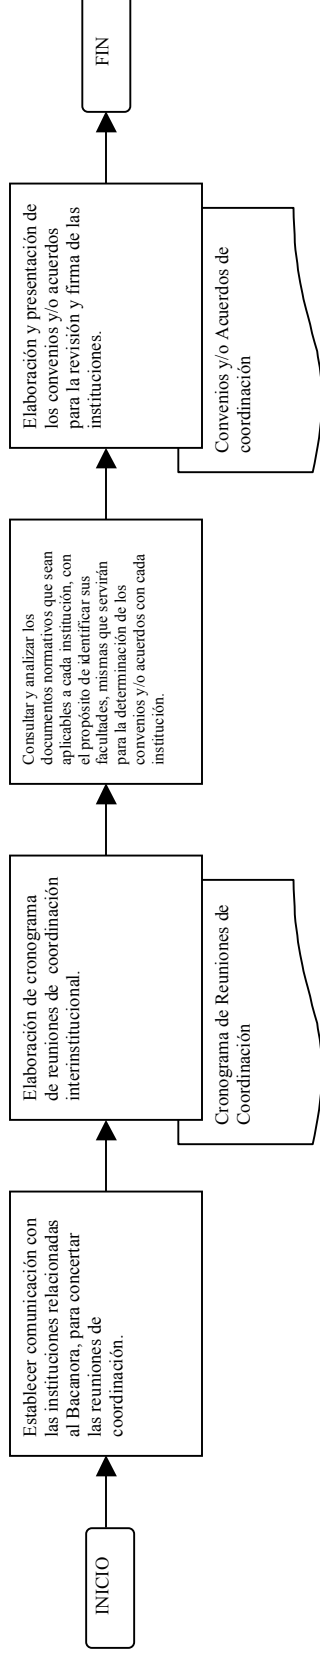 INICIO
Establecer comunicación con
las instituciones relacionadas
al Bacanora, para concertar
las reuniones de
coordinación.
Elaboración de cronograma
de reuniones de coordinación
interinstitucional.
Cronograma de Reuniones de
Coordinación
Consultar y analizar los
documentos normativos que sean
aplicables a cada institución, con
el propósito de identificar sus
facultades, mismas que servirán
para la determinación de los
convenios y/o acuerdos con cada
institución.
Elaboración y presentación de
los convenios y/o acuerdos
para la revisión y firma de las
instituciones.
Convenios y/o Acuerdos de
coordinación
FIN